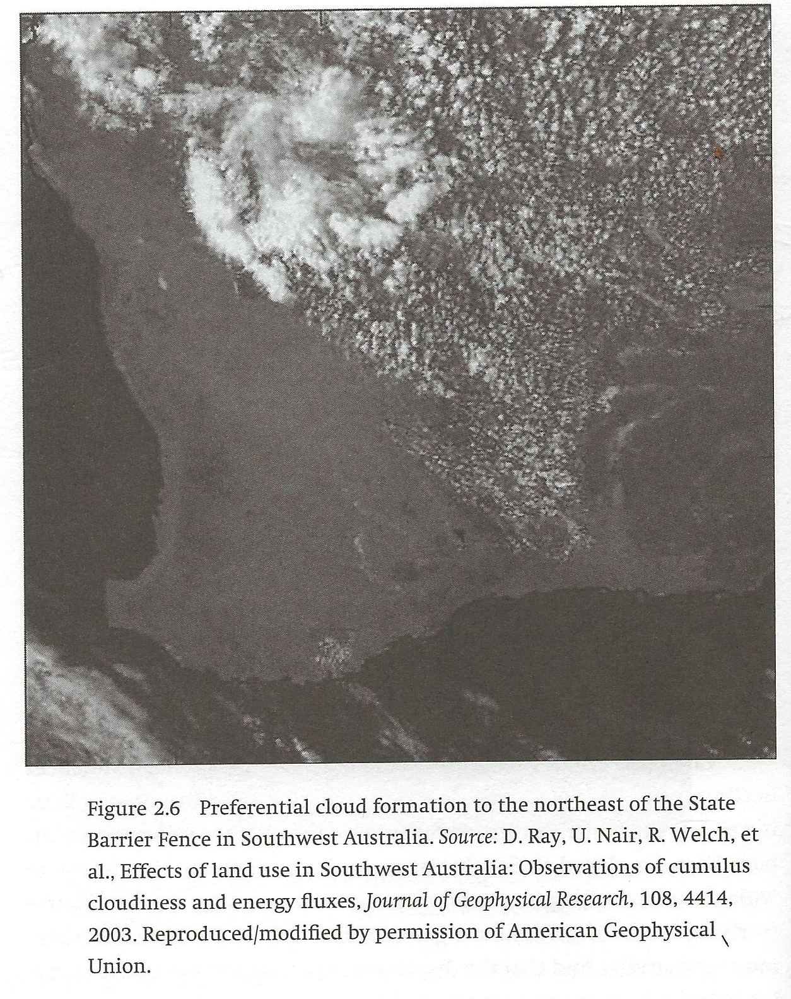 Figure 2.6 Preferential cloud formation to the northeast of the State
Barrier Fence in Southwest Australia. Source: D. Ray, U. Nair, R. Welch, et
al., Effects of land use in Southwest Australia: Observations of cumulus
cloudiness and energy fluxes, Journal of Geophysical Research, 108, 4414,
2003. Reproduced/modified by permission of American Geophysical
Union.